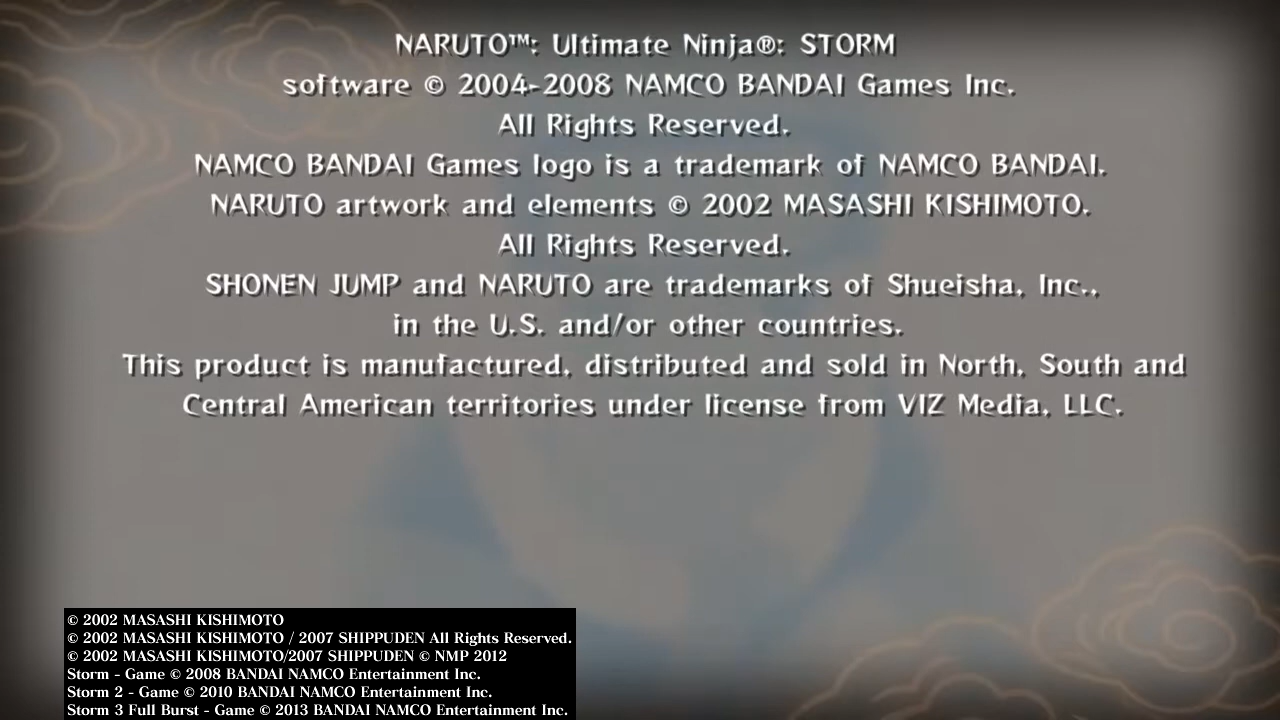 NARUTO™: Ultimate Ninja®: STORM
software © 2004-2008 NAMCO BANDAI Games Inc.
All Rights Reserved.
NAMCO BANDAI Games logo is a trademark of NAMCO BANDAI.
NARUTO artwork and elements © 2002 MASASHI KISHIMOTO.
All Rights Reserved.
SHONEN JUMP and NARUTO are trademarks of Shueisha, Inc.,
in the U.S. and/or other countries.
This product is manufactured, distributed and sold in North, South and
Central American territories under license from VIZ Media, LLC.
© 2002 MASASHI KISHIMOTO
© 2002 MASASHI KISHIMOTO / 2007 SHIPPUDEN All Rights Reserved.
© 2002 MASASHI KISHIMOTO/2007 SHIPPUDEN © NMP 2012
Storm - Game © 2008 BANDAI NAMCO Entertainment Inc.
Storm 2 - Game © 2010 BANDAI NAMCO Entertainment Inc.
Storm 3 Full Burst - Game © 2013 BANDAI NAMCO Entertainment Inc.